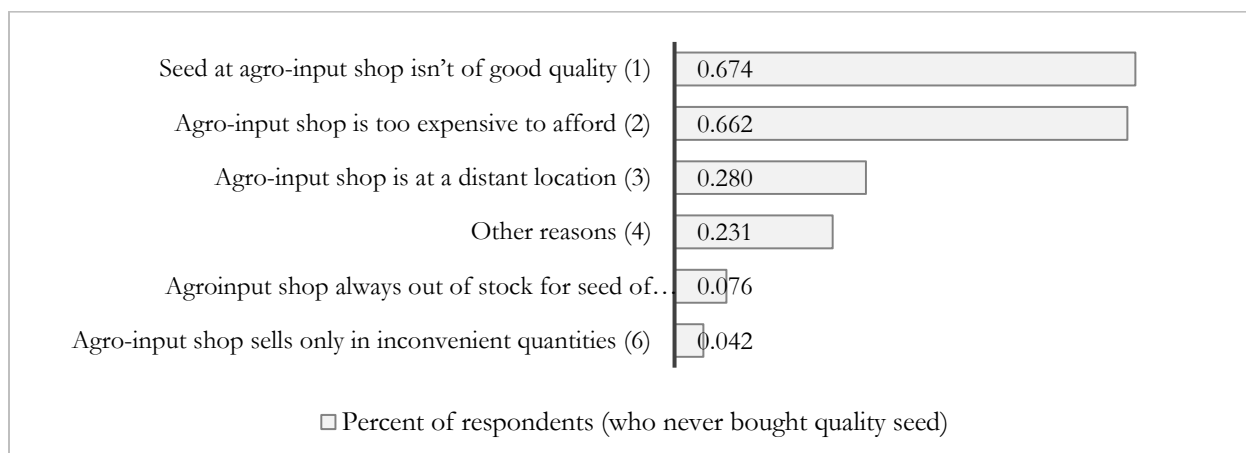 Seed at agro-input shop isn’t of good quality (1) 0.674
Agro-input shop is too expensive to afford (2) 0.662
Agro-input shop is at a distant location (3) 0.280
Other reasons (4) 0.231
Agroinput shop always out of stock for seed of… 0.076
Agro-input shop sells only in inconvenient quantities (6) 0.042
Percent of respondents (who never bought quality seed)